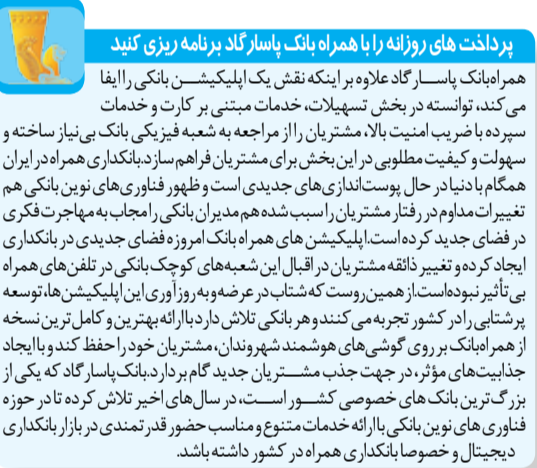 پرداخت های روزانه را با همراه بانک پاسارگاد برنامه ریزی کنید
همراه‌بانک پاسارگاد علاوه بر اینکه نقش یک اپلیکیشن بانکی را ایفا
می‌کند، توانسته در بخش تسهیلات، خدمات مبتنی بر کارت و خدمات
سپرده با ضریب امنیت بالا، مشتریان را از مراجعه به شعبه فیزیکی بانک بی‌نیاز ساخته و
سهولت و کیفیت مطلوبی در این بخش برای مشتریان فراهم سازد.بانکداری همراه در ایران
همگام با دنیا در حال پوست‌اندازی‌های جدیدی است و ظهور فناوری‌های نوین بانکی هم
تغییرات مداوم در رفتار مشتریان را سبب شده هم مدیران بانکی را مجاب به مهاجرت فکری
در فضای جدید کرده است.اپلیکیشن های همراه بانک امروزه فضای جدیدی در بانکداری
ایجاد کرده و تغییر ذائقه مشتریان در اقبال این شعبه‌های کوچک بانکی در تلفن‌های همراه
بی‌تأثیر نبوده‌است.از همین‌روست که شتاب در عرضه و به روز آوری این اپلیکیشن‌ها، توسعه
پرشتابی را در کشور تجربه می کنند و هر بانکی تلاش دارد با ارائه بهترین و کامل‌ترین نسخه
از همراه‌بانک بر روی گوشی‌های هوشمند شهروندان، مشتریان خود را حفظ کند و با ایجاد
جذابیت‌های مؤثر، در جهت جذب مشتریان جدید گام بردارد.بانک پاسارگاد که یکی از
بزرگ‌ترین بانک های خصوصی کشور است، در سال‌های اخیر تلاش کرده تا در حوزه
فناوری های نوین بانکی با ارائه خدمات متنوع و مناسب حضور قدرتمندی در بازار بانکداری
دیجیتال و خصوصا بانکداری همراه در کشور داشته باشد.